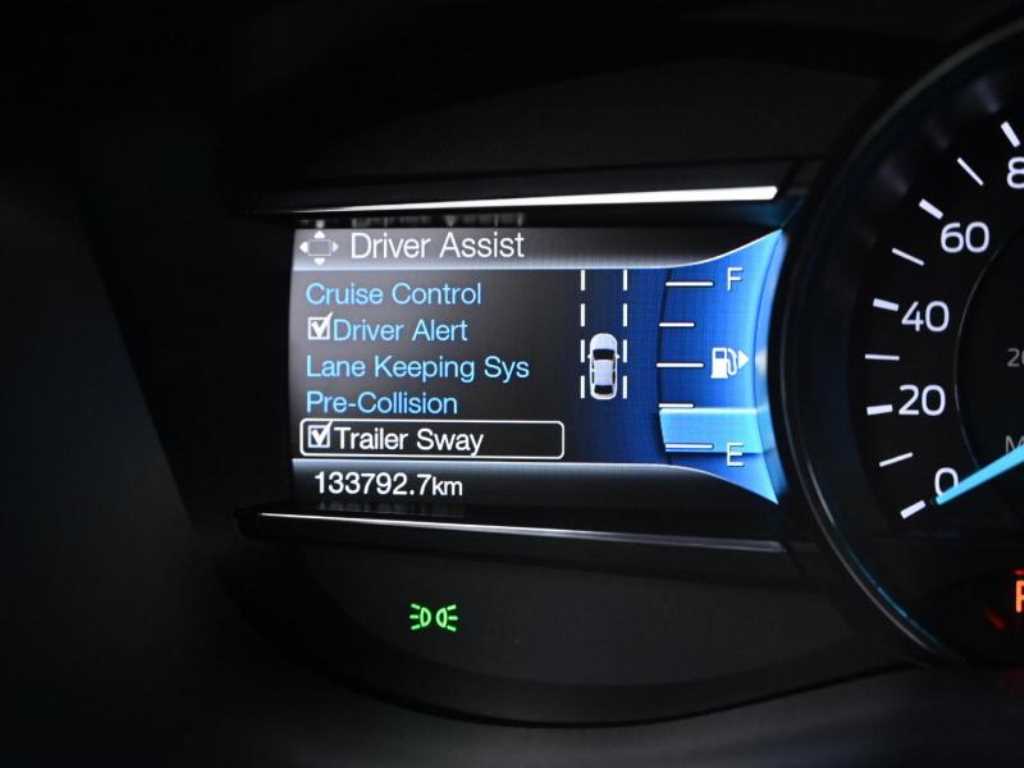 Driver Assist
Cruise Control
Driver Alert
Lane Keeping Sys
Pre-Collision
Trailer Sway
133792.7km
F
E
60
40
20
0